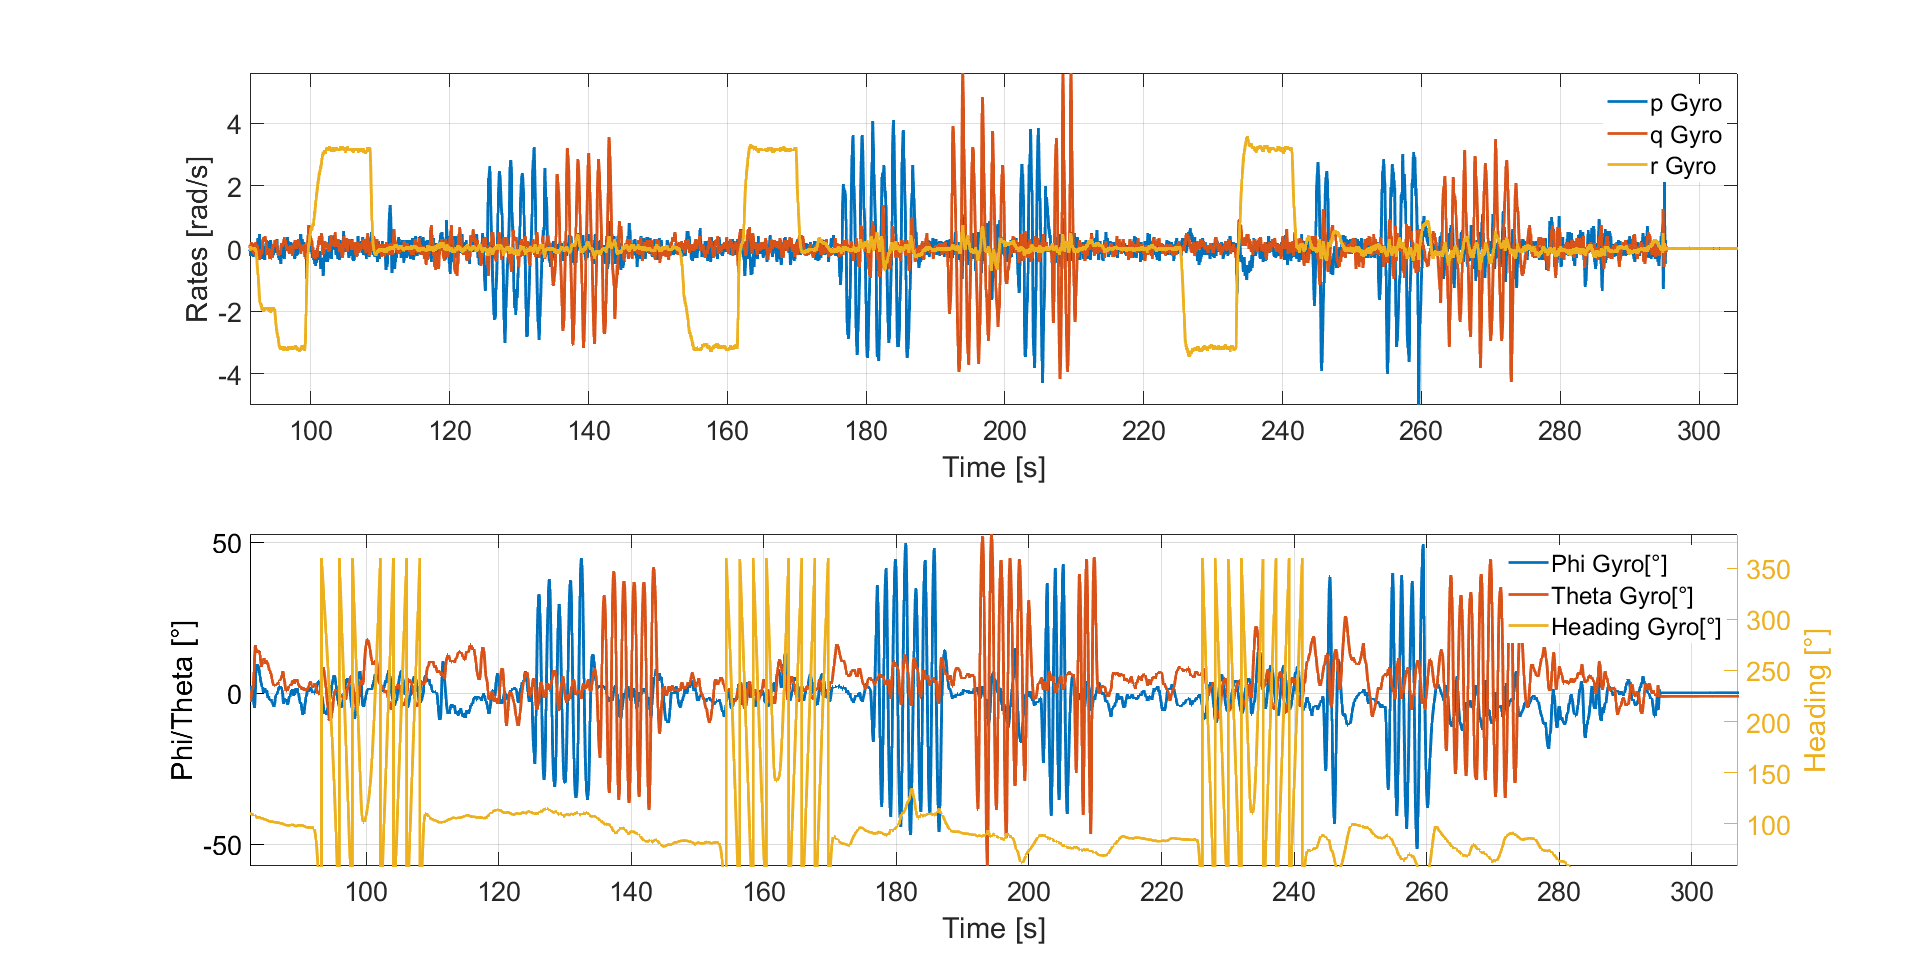 4
2
0
-2
-4
Rates [rad/s]
p Gyro
q Gyro
r Gyro
100 120 140 160 180 200 220 240 260 280 300
Time [s]
50
0
-50
Phi/Theta [°]
Phi Gyro[°]
Theta Gyro[°]
Heading Gyro[°]
350
300
250
200
150
100
Heading [°]
100 120 140 160 180 200 220 240 260 280 300
Time [s]